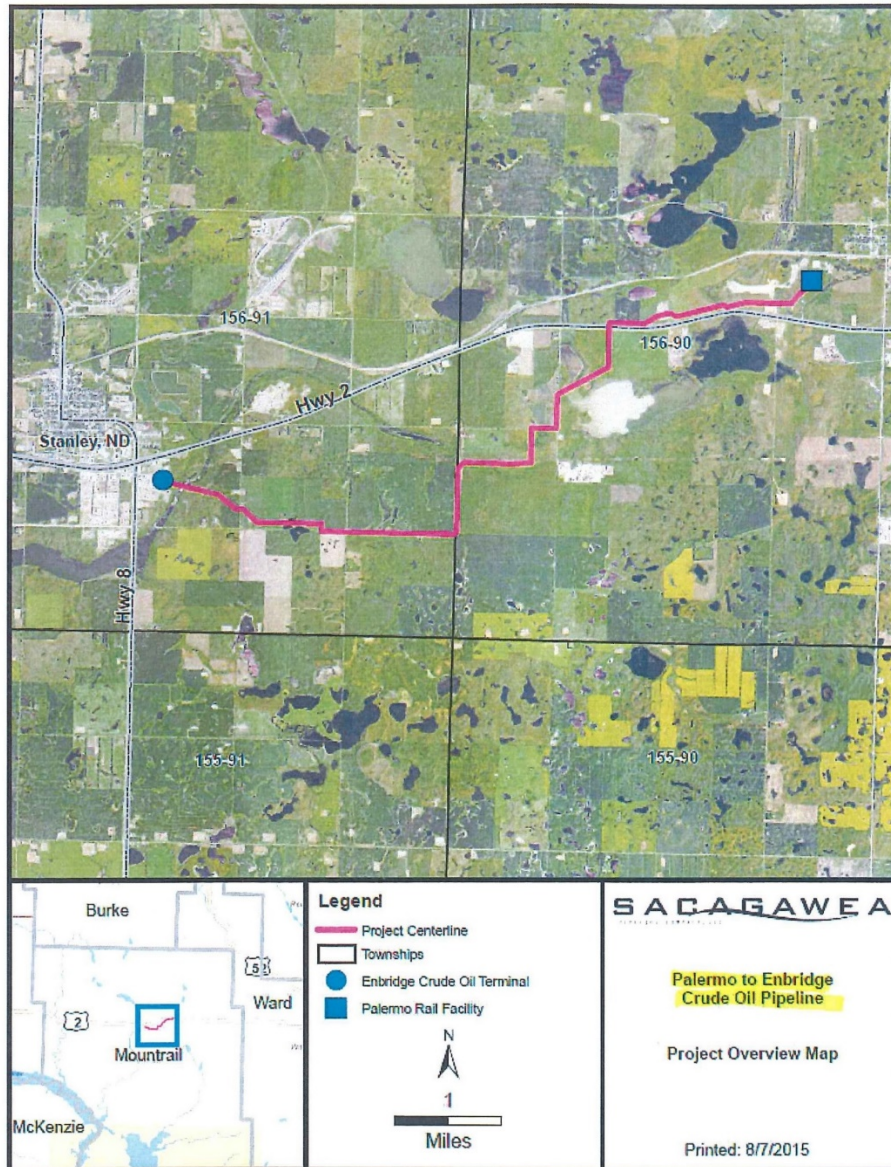 156-91
156-90
Hwy 2
Stanley, ND
Hwy 8
155-91
155-90
Burke
52
Ward
2
Mountrail
McKenzie
Legend
Project Centerline
Townships
Enbridge Crude Oil Terminal
Palermo Rail Facility
N
1
Miles
SACAGAWEA
Palermo to Enbridge
Crude Oil Pipeline
Project Overview Map
Printed: 8/7/2015